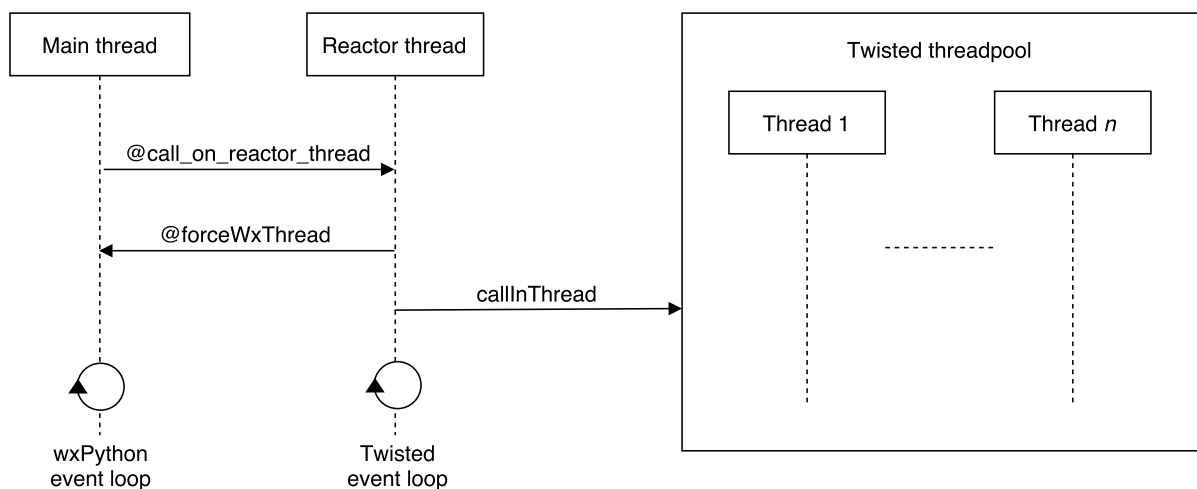 Main thread
Reactor thread
Twisted threadpool
Thread 1
Thread n
@call_on_reactor_thread
@forceWxThread
callInThread
wxPython
event loop
Twisted
event loop